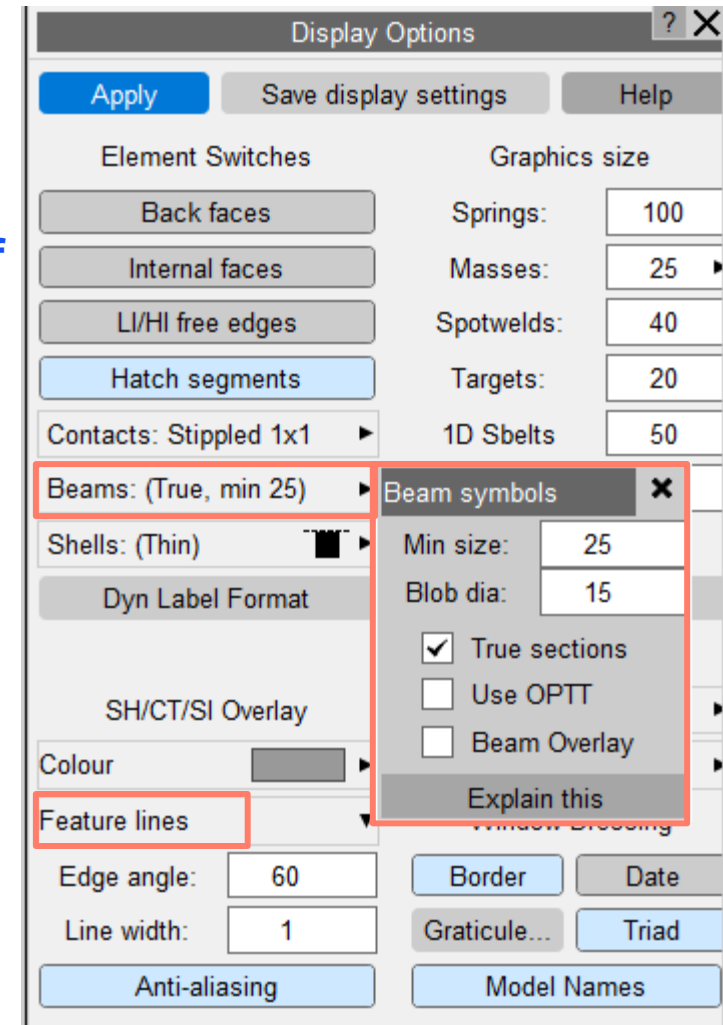 Display Options ?
Apply Save display settings Help
Element Switches Graphics size
Back faces Springs: 100
Internal faces Masses: 25
LI/HI free edges Spotwelds: 40
Hatch segments Targets: 20
Contacts: Stippled 1x1 1D Sbelts 50
Beams: (True, min 25) Beam symbols
Shells: (Thin) Min size: 25
Dyn Label Format Blob dia: 15
True sections
Use OPTT
SH/CT/SI Overlay
Beam Overlay
Colour
Explain this
Feature lines
Edge angle: 60 Border Date
Line width: 1 Graticule... Triad
Anti-aliasing Model Names